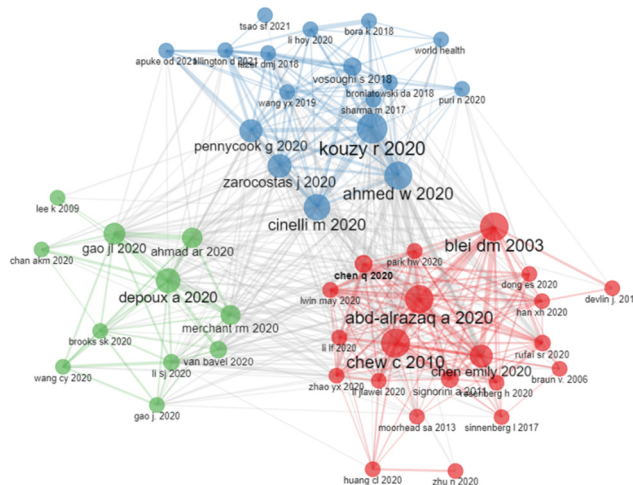 tsao sf 2021
bora k 2018
li hoy 2020
world health
apuke od 2021
allington d 2021
dmj 2018
vosoughi s 2018
broniatowski da 2018
puri n 2020
wang yx 2019
sharma m 2017
pennycook g 2020
kouzy r 2020
zarocostas j 2020
ahmed w 2020
cinelli m 2020
lee k 2009
gao jl 2020
ahmad ar 2020
chan akm 2020
depoux a 2020
merchant rm 2020
brooks sk 2020
van bavel 2020
li sj 2020
wang cy 2020
gao j. 2020
blei dm 2003
park hw 2020
chen q 2020
dong es 2020
devlin j. 201
lwin may 2020
abd-alrazaq a 2020
han xh 2020
li lf 2020
chew c 2010
rufai sr 2020
chen emily 2020
braun v. 2006
zhao yx 2020
li jiawei 2020
signorini a 2011
rosenberg h 2020
moorhead sa 2013
sinnenberg l 2017
huang cl 2020
zhu n 2020